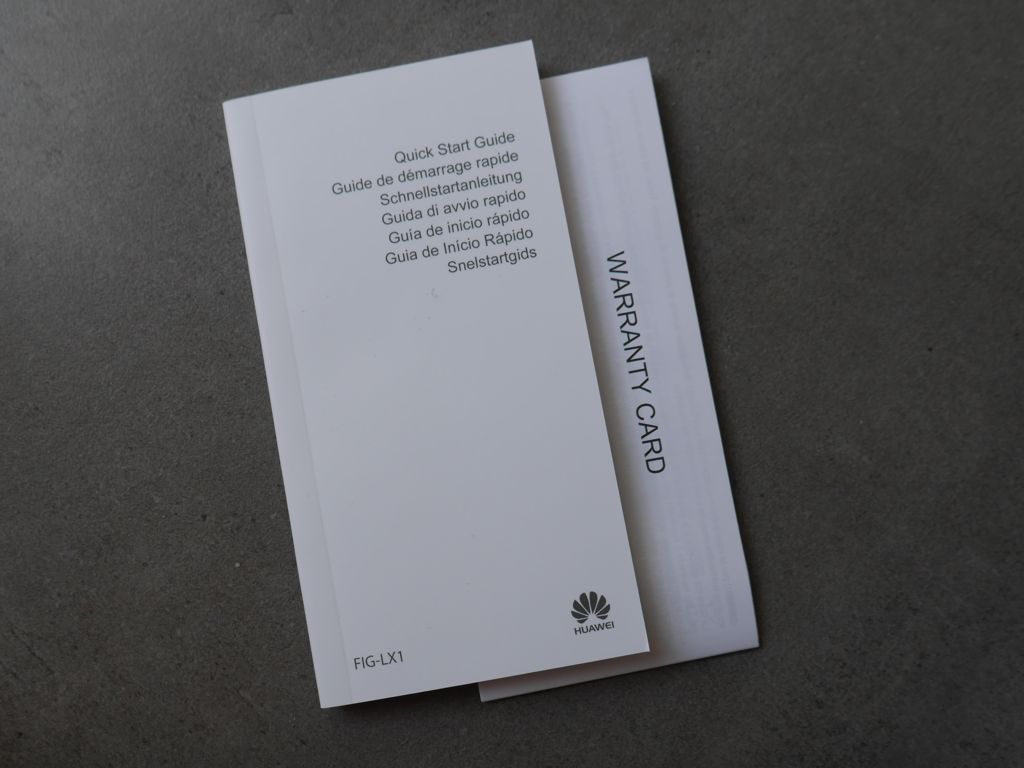 Quick Start Guide
Guide de démarrage rapide
Schnellstartanleitung
Guida di avvio rapido
Guía de inicio rápido
Guia de Início Rápido
Snelstartgids
WARRANTY CARD
HUAWEI
FIG-LX1